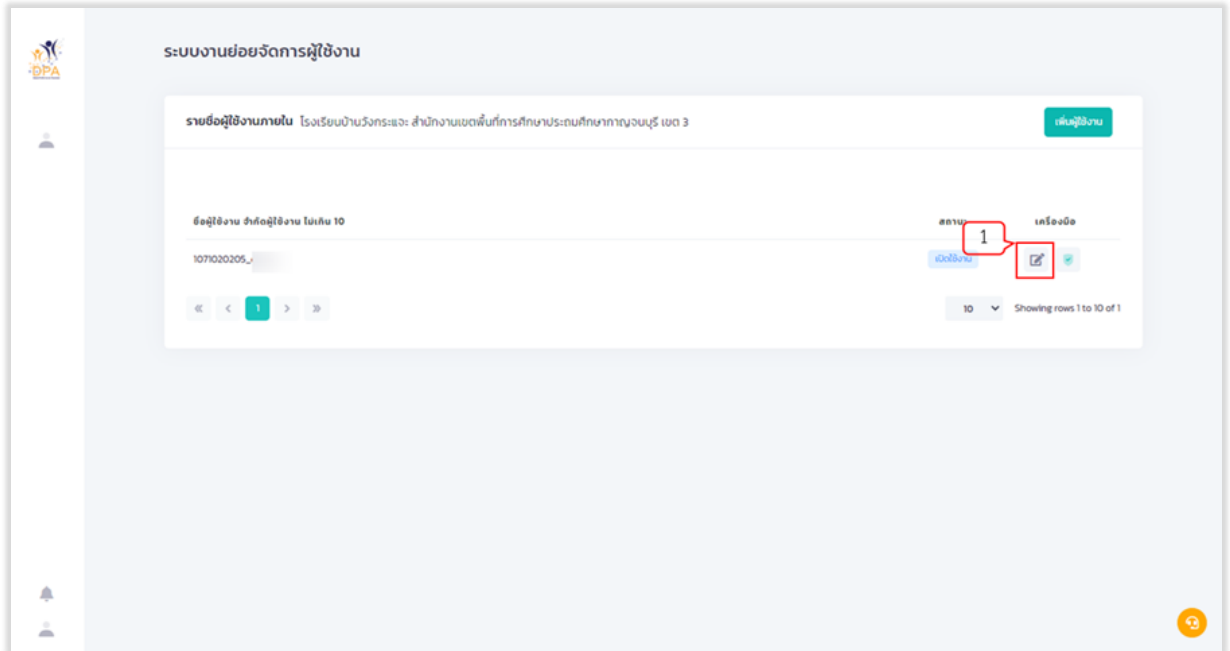 ระบบงานย่อยจัดการผู้ใช้งาน
DPA
รายชื่อผู้ใช้งานภายใน โรงเรียนบ้านวังกระแจะ สำนักงานเขตพื้นที่การศึกษาประถมศึกษากาญจนบุรี เขต 3
เพิ่มผู้ใช้งาน
ชื่อผู้ใช้งาน จำกัดผู้ใช้งาน ไม่เกิน 10
สถานะ
เครื่องมือ
1
1071020205_
เปิดใช้งาน
« < 1 > »
10
Showing rows 1 to 10 of 1